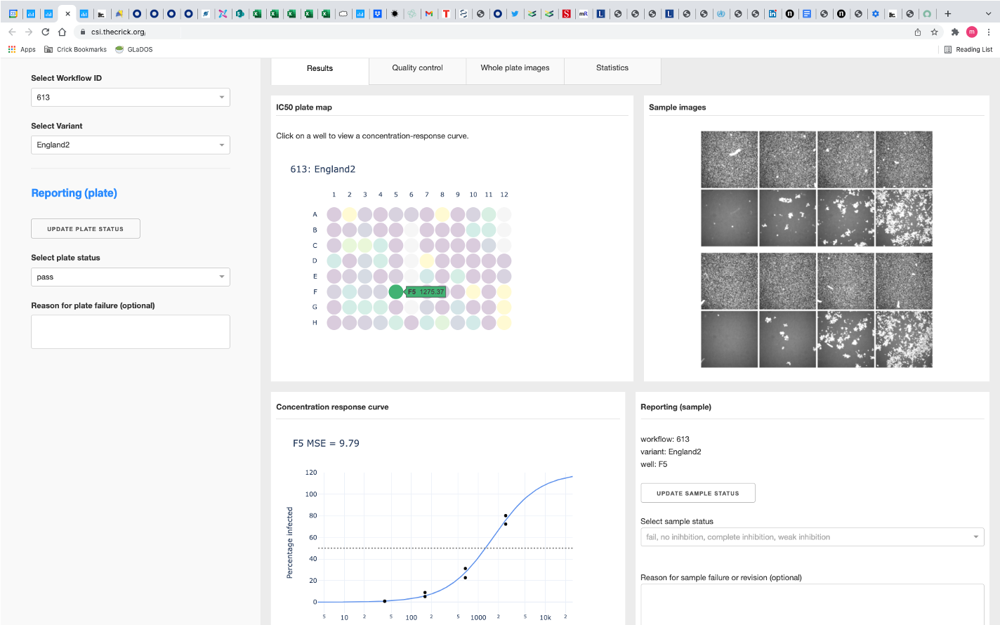 csi.thecrick.org/
Apps
Crick Bookmarks
GLaDOS
Reading List
Select Workflow ID
613
Select Variant
England2
Reporting (plate)
UPDATE PLATE STATUS
Select plate status
pass
Reason for plate failure (optional)
Results
Quality control
Whole plate images
Statistics
IC50 plate map
Click on a well to view a concentration-response curve.
613: England2
1 2 3 4 5 6 7 8 9 10 11 12
A
B
C
D
E
F
F5 1275.37
G
H
Sample images
Concentration response curve
F5 MSE = 9.79
Percentage infected
120
100
80
60
40
20
0
5 10 2 5 100 2 5 1000 2 5 10k 2
Reporting (sample)
workflow: 613
variant: England2
well: F5
UPDATE SAMPLE STATUS
Select sample status
fail, no inihbition, complete inhibition, weak inhibition
Reason for sample failure or revision (optional)